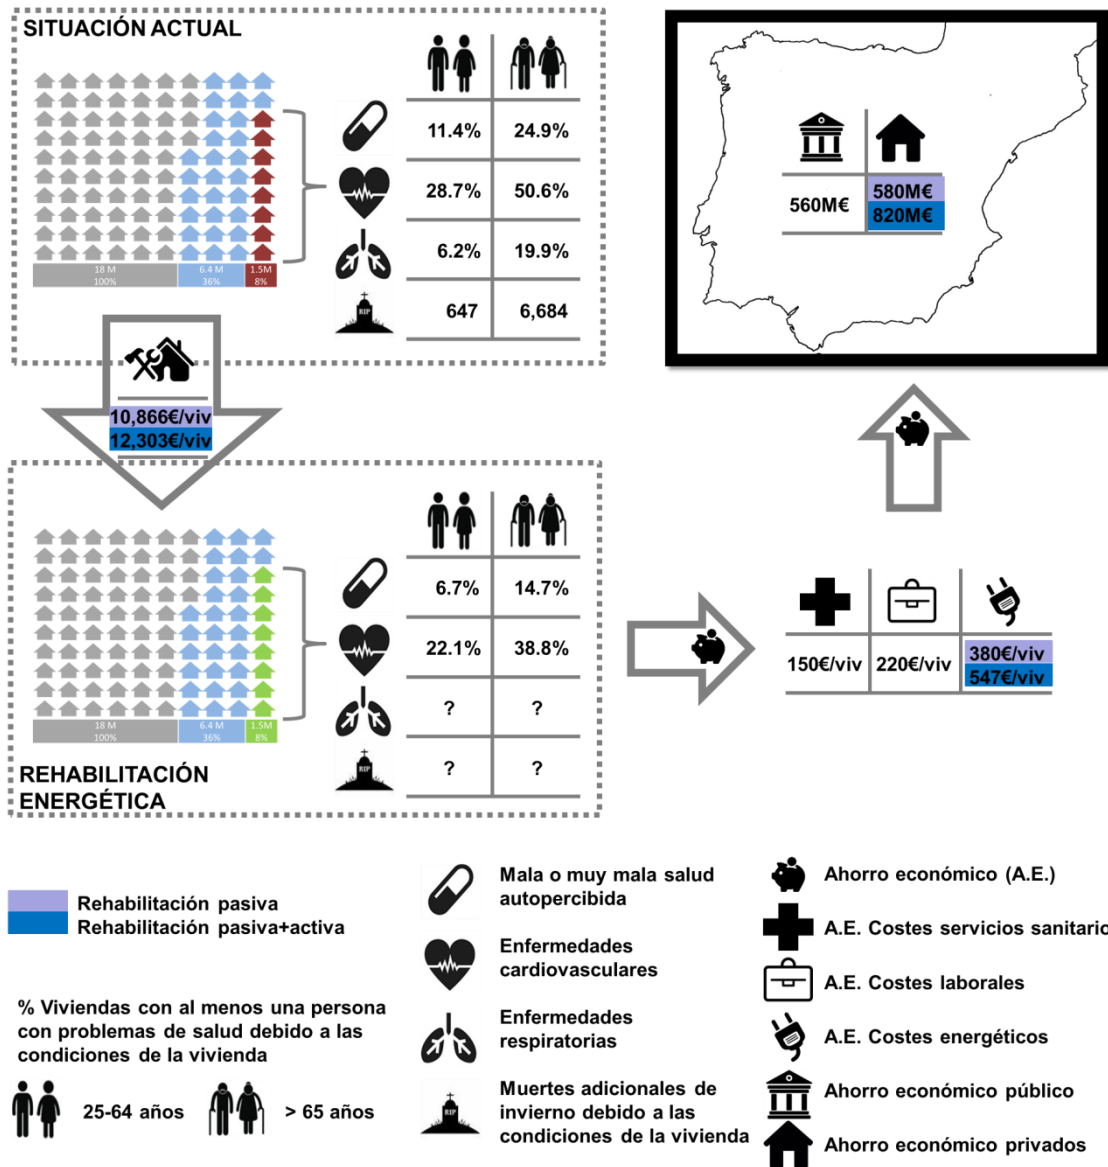 SITUACIÓN ACTUAL
11.4% 24.9%
28.7% 50.6%
6.2% 19.9%
RIP 647 6,684
18 M 6.4 M 1.5M
100% 36% 8%
560M€ 580M€
820M€
10,866€/viv
12,303€/viv
6.7% 14.7%
22.1% 38.8%
? ?
RIP ? ?
18 M 6.4 M 1.5M
100% 36% 8%
REHABILITACIÓN
ENERGÉTICA
150€/viv 220€/viv 380€/viv
547€/viv
Rehabilitación pasiva
Rehabilitación pasiva+activa
% Viviendas con al menos una persona
con problemas de salud debido a las
condiciones de la vivienda
25-64 años > 65 años
Mala o muy mala salud
autopercibida
Enfermedades
cardiovasculares
Enfermedades
respiratorias
RIP
Muertes adicionales de
invierno debido a las
condiciones de la vivienda
Ahorro económico (A.E.)
A.E. Costes servicios sanitario
A.E. Costes laborales
A.E. Costes energéticos
Ahorro económico público
Ahorro económico privados